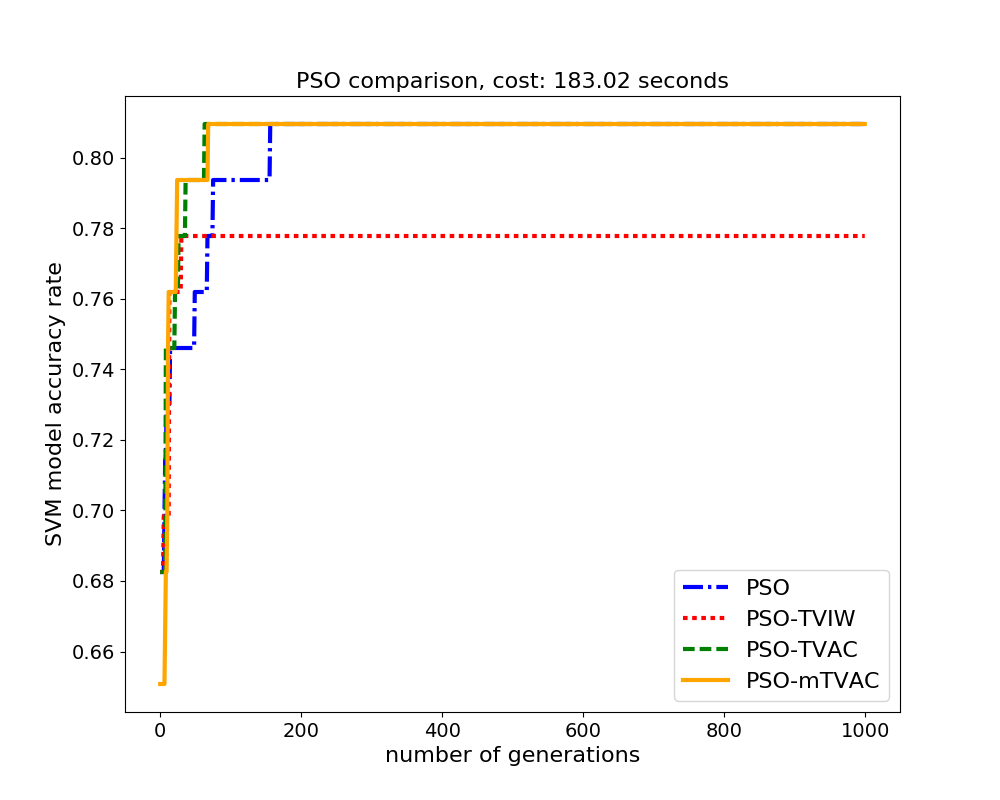 PSO comparison, cost: 183.02 seconds
SVM model accuracy rate
0.80
0.78
0.76
0.74
0.72
0.70
0.68
0.66
0 200 400 600 800 1000
number of generations
PSO
PSO-TVIW
PSO-TVAC
PSO-mTVAC